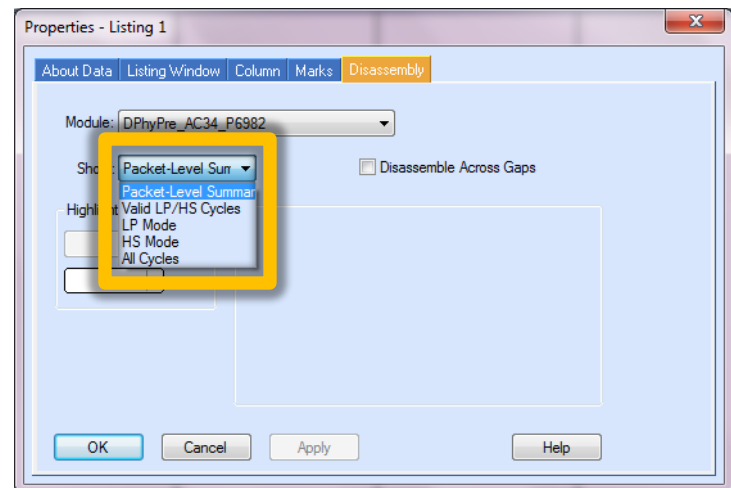 Properties - Listing 1
About Data Listing Window Column Marks Disassembly
Module: DPhyPre_AC34_P6982
Packet-Level Sum Disassemble Across Gaps
Packet-Level Summar
Valid LP/HS Cycles
LP Mode
HS Mode
All Cycles
Highlight
OK Cancel Apply Help